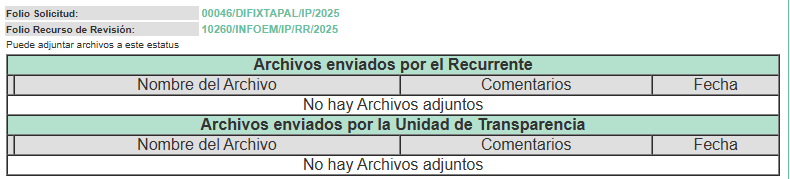 Folio Solicitud: 00046/DIFIXTAPAL/IP/2025
Folio Recurso de Revisión: 10260/INFOEM/IP/RR/2025
Puede adjuntar archivos a este estatus
Archivos enviados por el Recurrente
Nombre del Archivo Comentarios Fecha
No hay Archivos adjuntos
Archivos enviados por la Unidad de Transparencia
Nombre del Archivo Comentarios Fecha
No hay Archivos adjuntos